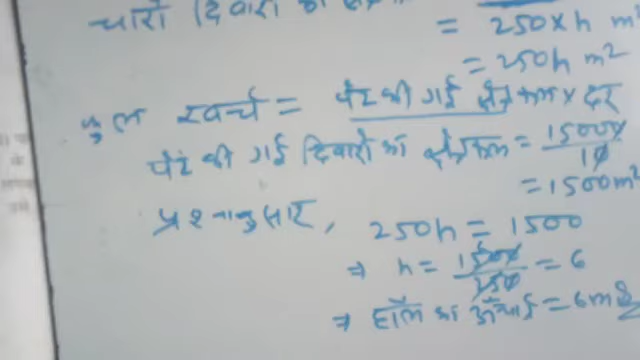 चारों दिवारों का
= 250×h m²
= 250h m²
कुल खर्च = पेंट की गई क्षेत्रफल × दर
पेंट की गई दिवारों का क्षेत्रफल = 15000/10
= 1500m²
प्रश्नानुसार, 250h = 1500
⇒ h = 1500/250 = 6
⇒ हॉल का ऊँचाई = 6m